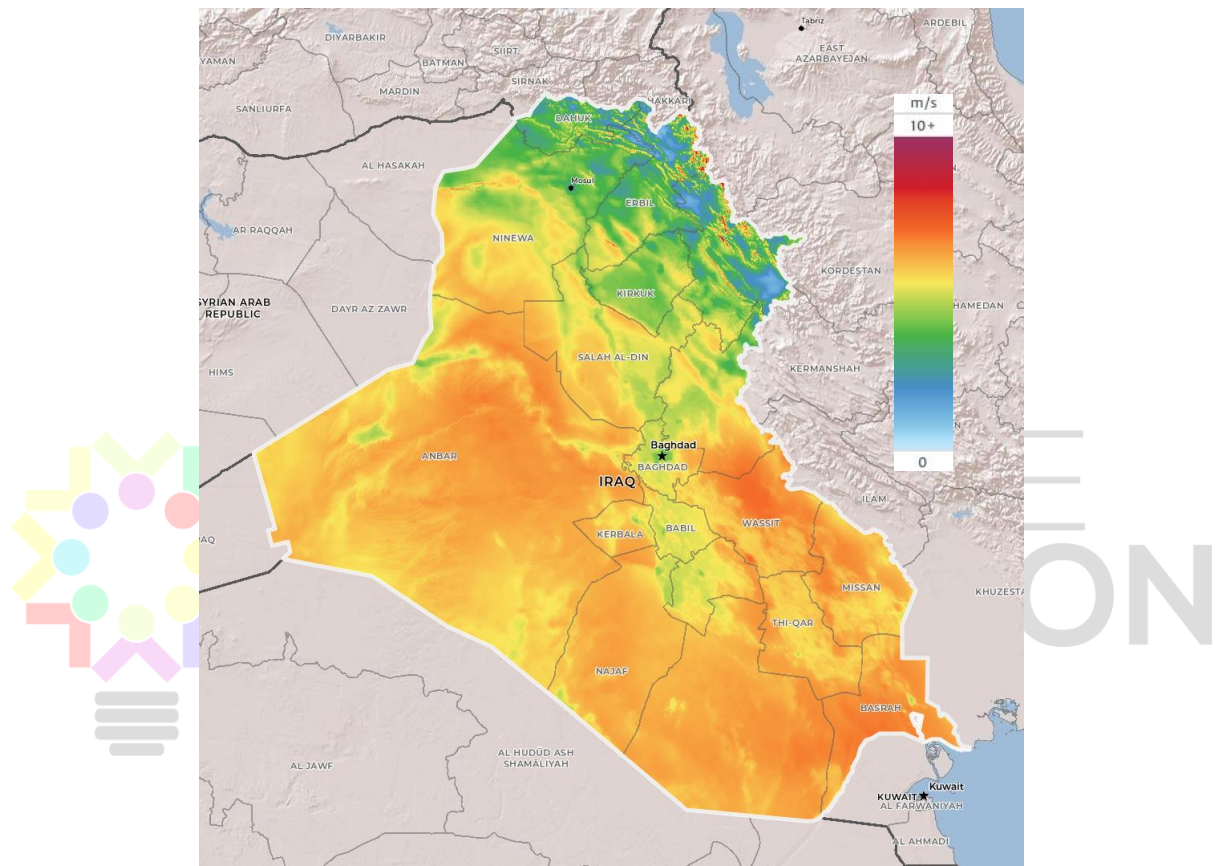 Tabriz
ARDEBIL
DIYARBAKIR
SIIRT
EAST
AZARBAYEJAN
YAMAN
BATMAN
SIRNAK
MARDIN
HAKKARI
m/s
SANLIURFA
DAHUK
10+
AL HASAKAH
Mosul
ERBIL
AR RAQQAH
NINEWA
KORDESTAN
KIRKUK
SYRIAN ARAB
REPUBLIC
DAYR AZ ZAWR
HAMEDAN
SALAH AL-DIN
HIMS
KERMANSHAH
Baghdad
ANBAR
BAGHDAD
0
IRAQ
ILAM
WASSIT
KERBALA
BABIL
AQ
MISSAN
KHUZESTA
ON
THI-QAR
NAJAF
BASRAH
AL HUDŪD ASH
SHAMĀLIYAH
AL JAWF
Kuwait
KUWAIT
AL FARWANIYAH
AL AHMADI